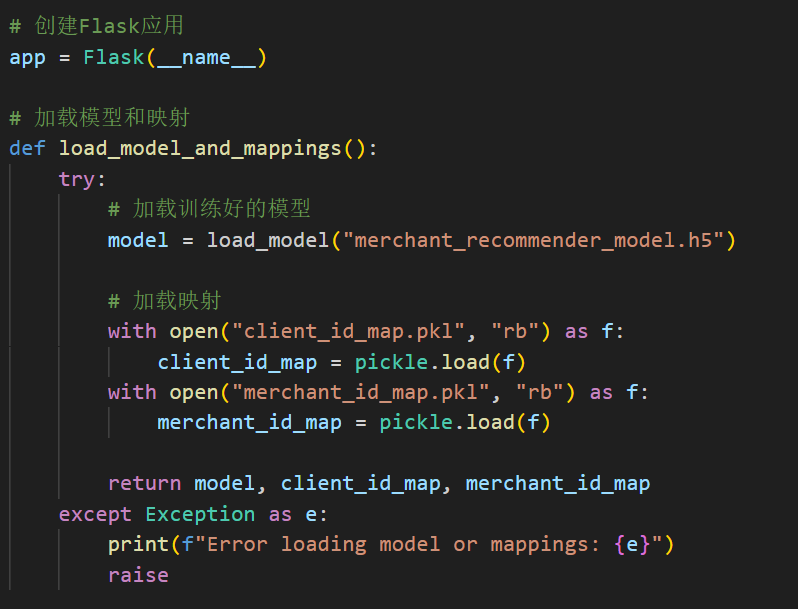 # 创建Flask应用
app = Flask(__name__)
# 加载模型和映射
def load_model_and_mappings():
try:
# 加载训练好的模型
model = load_model("merchant_recommender_model.h5")
# 加载映射
with open("client_id_map.pkl", "rb") as f:
client_id_map = pickle.load(f)
with open("merchant_id_map.pkl", "rb") as f:
merchant_id_map = pickle.load(f)
return model, client_id_map, merchant_id_map
except Exception as e:
print(f"Error loading model or mappings: {e}")
raise